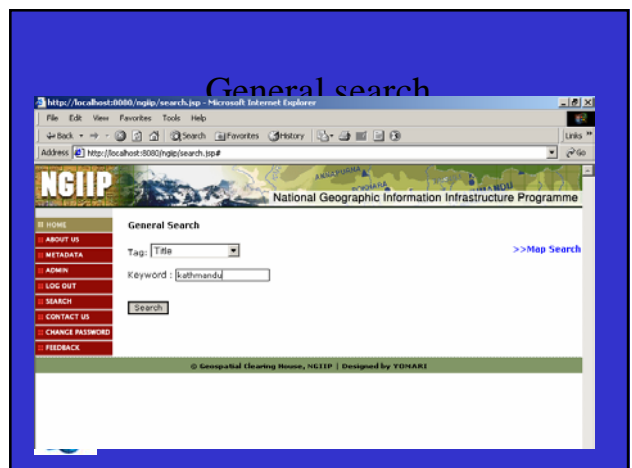 General search
http://localhost:8080/ngiip/search.jsp - Microsoft Internet Explorer
File Edit View Favorites Tools Help
Back Search Favorites History Links »
Address http://localhost:8080/ngiip/search.jsp# Go
NGIIP
ANNAPURNA
POKHARA
National Geographic Information Infrastructure Programme
HOME
ABOUT US
METADATA
ADMIN
LOG OUT
SEARCH
CONTACT US
CHANGE PASSWORD
FEEDBACK
General Search
Tag: Title
>>Map Search
Keyword : kathmandu
Search
© Geospatial Clearing House, NGIIP | Designed by YOMARI